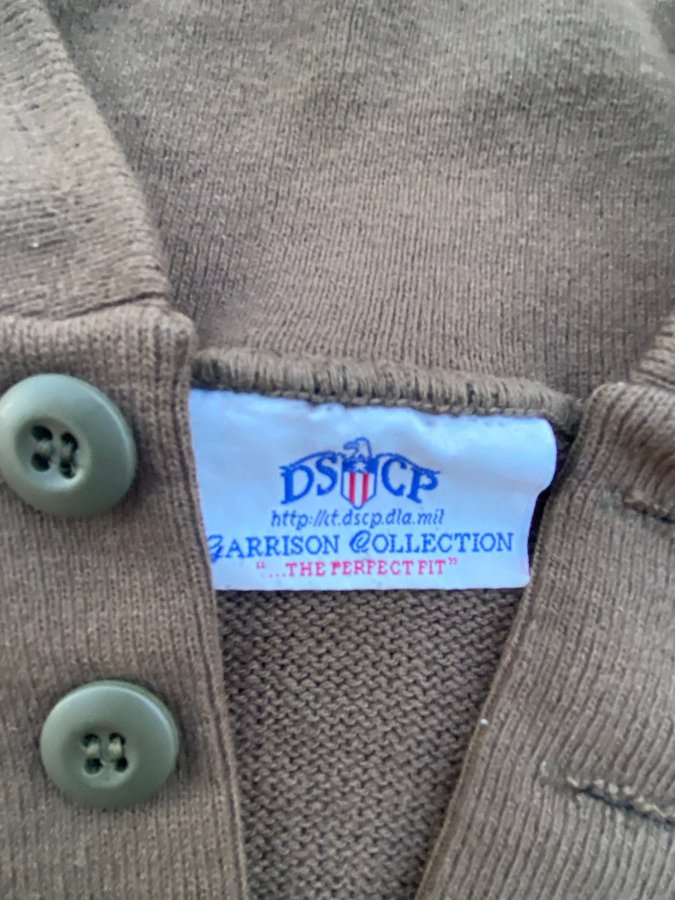 DSCP
http://ct.dscp.dla.mil
GARRISON COLLECTION
"...THE PERFECT FIT"